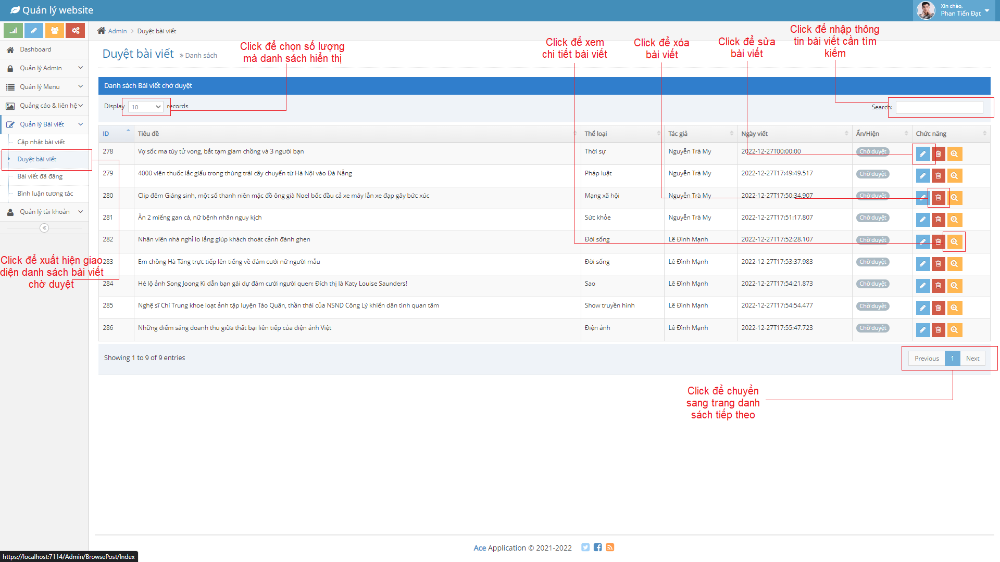 Quản lý website
Xin chào,
Phan Tiến Đạt
Admin > Duyệt bài viết
Dashboard
Quản lý Admin
Quản lý Menu
Quảng cáo & liên hệ
Quản lý Bài viết
Cập nhật bài viết
Duyệt bài viết
Bài viết đã đăng
Bình luận tương tác
Quản lý tài khoản
Click để xuất hiện giao
diện danh sách bài viết
chờ duyệt
Duyệt bài viết » Danh sách
Click để chọn số lượng
mà danh sách hiển thị
Click để xem
chi tiết bài viết
Click để xóa
bài viết
Click để sửa
bài viết
Click để nhập thông
tin bài viết cần tìm
kiếm
Danh sách Bài viết chờ duyệt
Display 10 records
Search:
ID Tiêu đề Thể loại Tác giả Ngày viết Ẩn/Hiện Chức năng
278 Vợ sốc ma túy tử vong, bắt tạm giam chồng và 3 người bạn Thời sự Nguyễn Trà My 2022-12-27T00:00:00 Chờ duyệt
279 4000 viên thuốc lắc giấu trong thùng trái cây chuyển từ Hà Nội vào Đà Nẵng Pháp luật Nguyễn Trà My 2022-12-27T17:49:49.517 Chờ duyệt
280 Clip đêm Giáng sinh, một số thanh niên mặc đồ ông già Noel bốc đầu cả xe máy lẫn xe đạp gây bức xúc Mạng xã hội Nguyễn Trà My 2022-12-27T17:50:34.907 Chờ duyệt
281 Ăn 2 miếng gan cá, nữ bệnh nhân nguy kịch Sức khỏe Nguyễn Trà My 2022-12-27T17:51:17.807 Chờ duyệt
282 Nhân viên nhà nghỉ lo lắng giúp khách thoát cảnh đánh ghen Đời sống Lê Đình Mạnh 2022-12-27T17:52:28.107 Chờ duyệt
283 Em chồng Hà Tăng trực tiếp lên tiếng về đám cưới nữ người mẫu Đời sống Lê Đình Mạnh 2022-12-27T17:53:37.983 Chờ duyệt
284 Hé lộ ảnh Song Joong Ki dẫn bạn gái dự đám cưới người quen: Đích thị là Katy Louise Saunders! Sao Lê Đình Mạnh 2022-12-27T17:54:21.873 Chờ duyệt
285 Nghệ sĩ Chí Trung khoe loạt ảnh tập luyện Táo Quân, thần thái của NSND Công Lý khiến dân tình quan tâm Show truyền hình Lê Đình Mạnh 2022-12-27T17:54:54.477 Chờ duyệt
286 Những điểm sáng doanh thu giữa thất bại liên tiếp của điện ảnh Việt Điện ảnh Lê Đình Mạnh 2022-12-27T17:55:47.723 Chờ duyệt
Showing 1 to 9 of 9 entries
Previous 1 Next
Click để chuyển
sang trang danh
sách tiếp theo
Ace Application © 2021-2022
https://localhost:7114/Admin/BrowsePost/Index